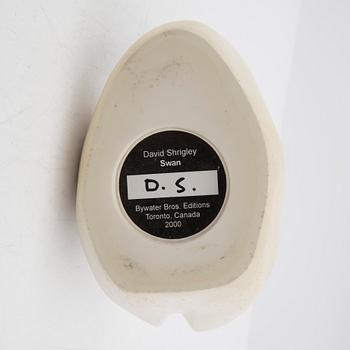 David Shrigley
Swan
D. S.
Bywater Bros. Editions
Toronto, Canada
2000